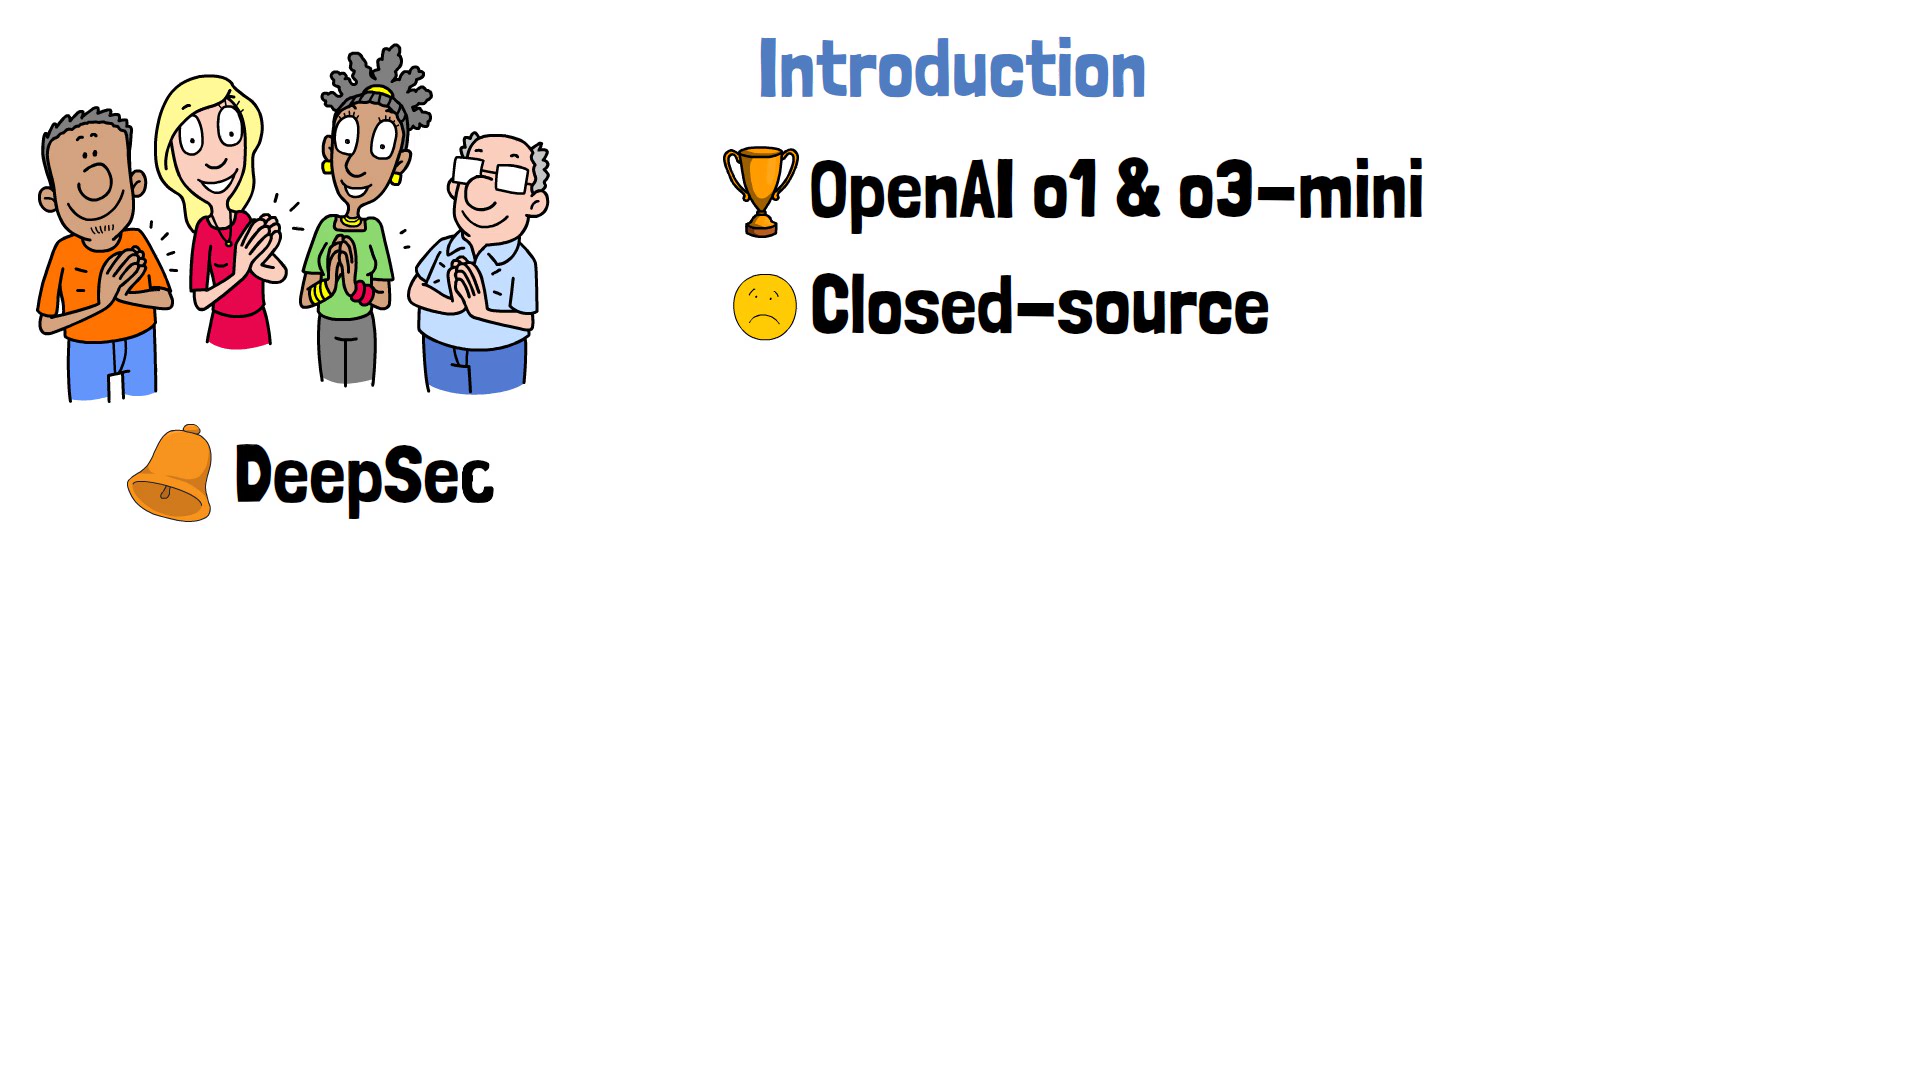 Introduction
OpenAI o1 & o3-mini
Closed-source
DeepSec